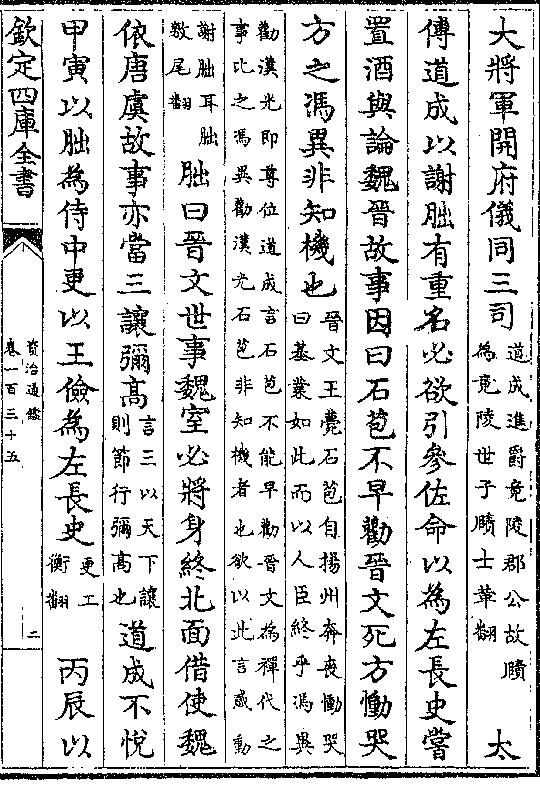 大將軍開府儀同三司
道成進爵竟陵郡公故賾
為竟陵世子賾士華翻
太
傅道成以謝朏有重名必欲引參佐命以為左長史嘗
置酒與論魏晉故事因曰石苞不早勸晉文死方慟哭
方之馮異非知機也
晉文王薨石苞自揚州奔喪慟哭
曰基業如此而以人臣終乎馮異
勸漢光即尊位道成言石苞不能早勸晉文為禪代之
事比之馮異勸漢光石苞非知機者也欲以此言感動
謝朏耳朏
敷尾翻
朏曰晉文世事魏室必將身終北面借使魏
依唐虞故事亦當三讓彌高
言三以天下讓
則節行彌高也
道成不悅
甲寅以朏為侍中更以王儉為左長史
更工
衡翻
丙辰以
欽定四庫全書
資治通鑑
卷一百三十五
二